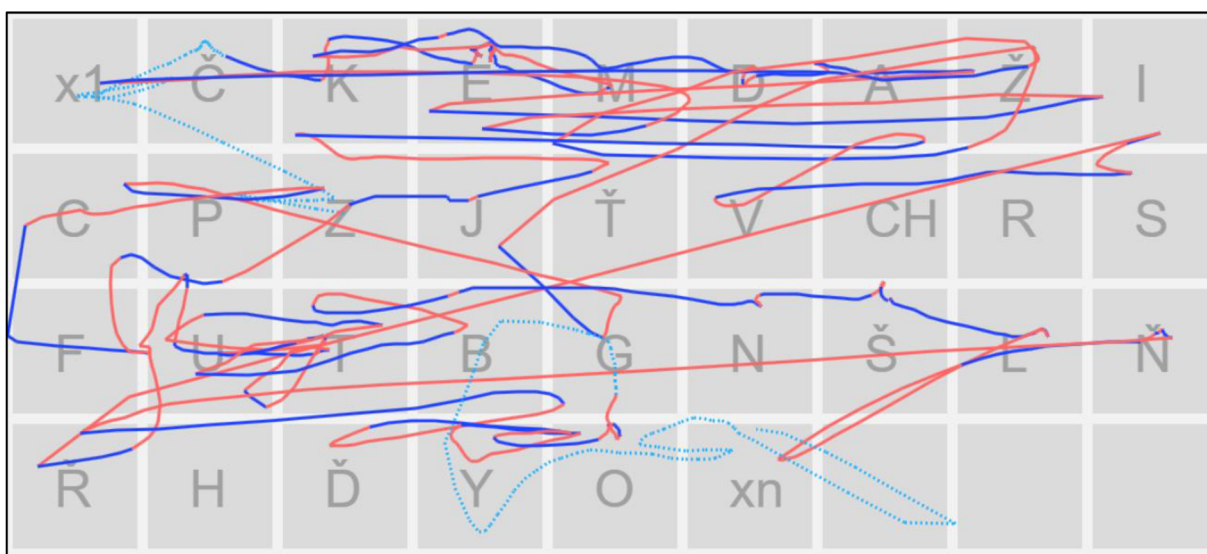 x1 Č K E M D A Ž I
C P Z J Ť V CH R S
F U T B G N Š L Ň
Ř H Ď Y O xn